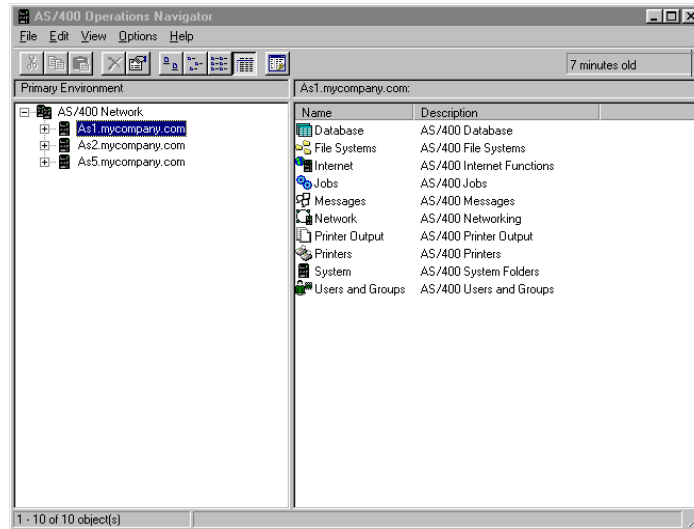 AS/400 Operations Navigator
File Edit View Options Help
7 minutes old
Primary Environment
As1.mycompany.com:
AS/400 Network
As1.mycompany.com
As2.mycompany.com
As5.mycompany.com
Name Description
Database AS/400 Database
File Systems AS/400 File Systems
Internet AS/400 Internet Functions
Jobs AS/400 Jobs
Messages AS/400 Messages
Network AS/400 Networking
Printer Output AS/400 Printer Output
Printers AS/400 Printers
System AS/400 System Folders
Users and Groups AS/400 Users and Groups
1 - 10 of 10 object(s)